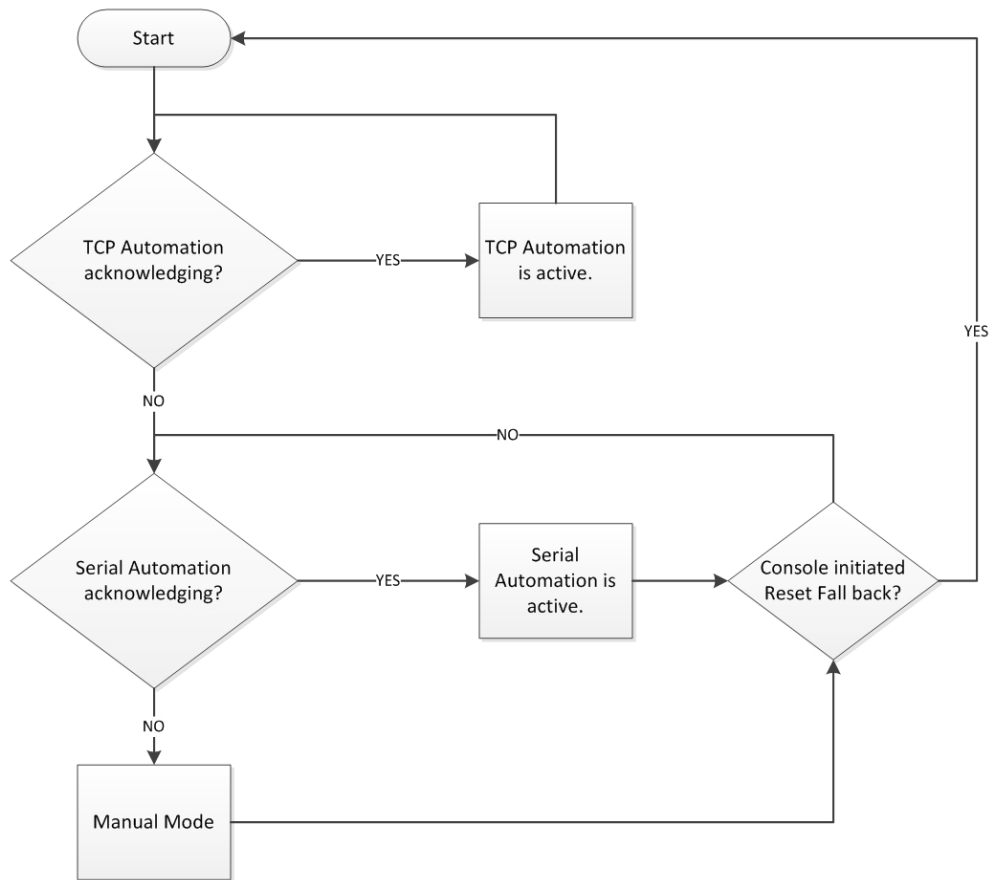 Start
TCP Automation
acknowledging?
YES
TCP Automation
is active.
YES
NO
NO
Serial Automation
acknowledging?
YES
Serial
Automation is
active.
Console initiated
Reset Fall back?
NO
Manual Mode